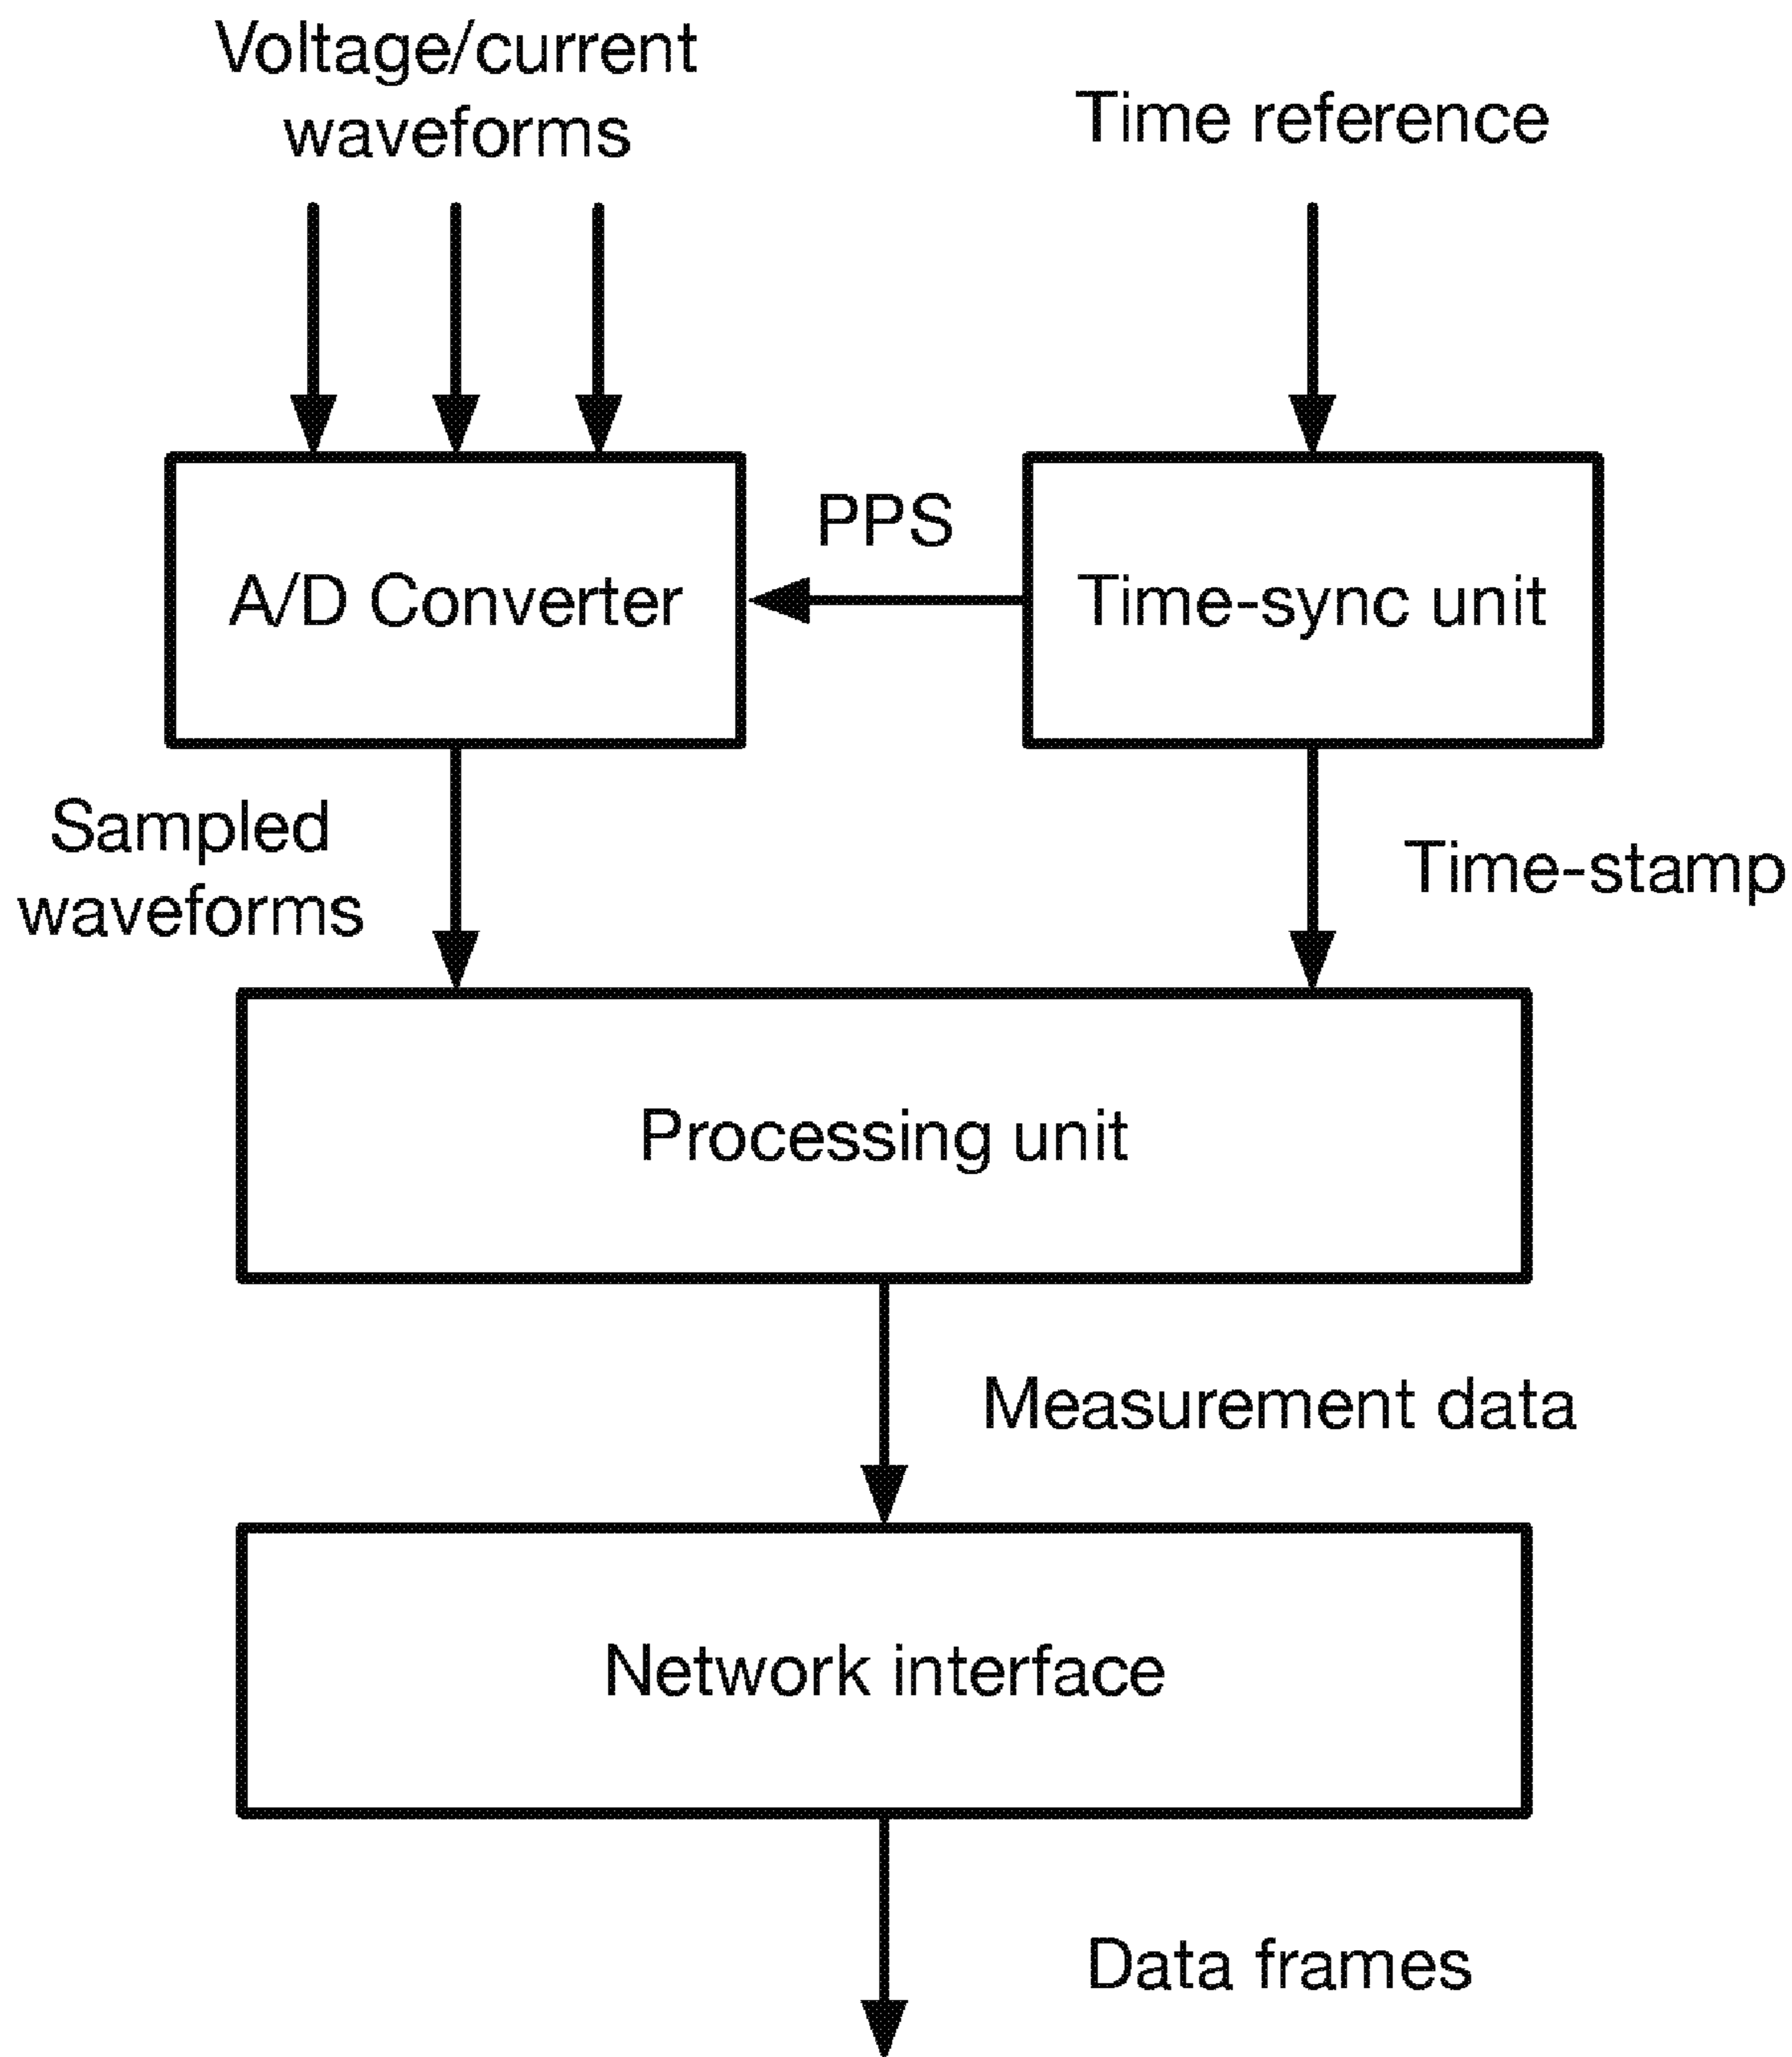 Voltage/current
waveforms
Time reference
PPS
A/D Converter
Time-sync unit
Sampled
waveforms
Time-stamp
Processing unit
Measurement data
Network interface
Data frames